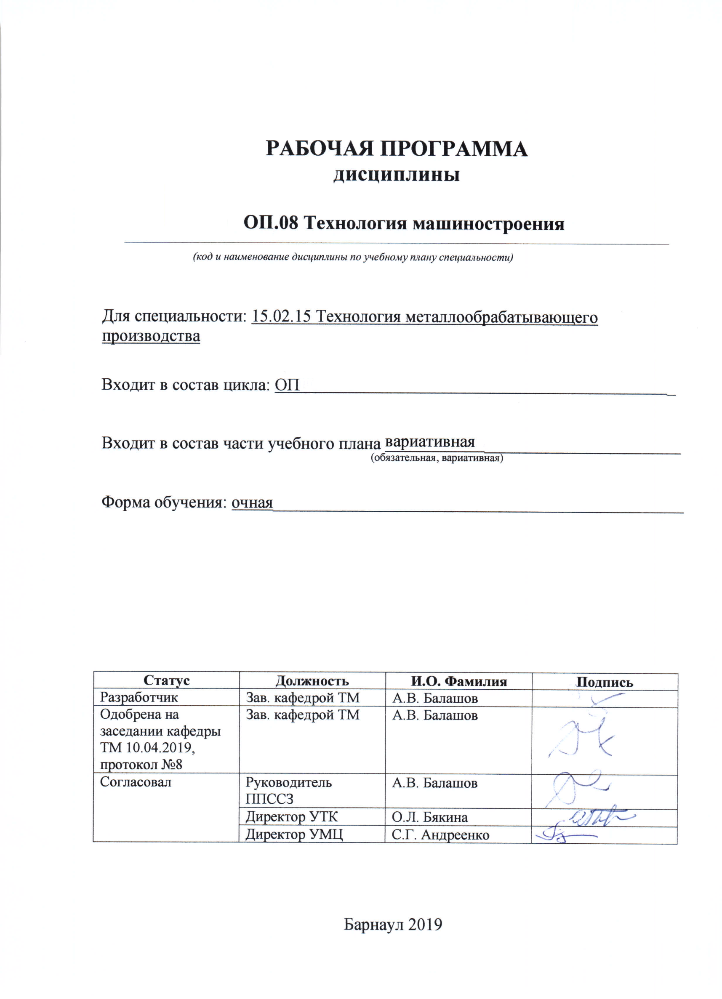 РАБОЧАЯ ПРОГРАММА
дисциплины
ОП.08 Технология машиностроения
(код и наименование дисциплины по учебному плану специальности)
Для специальности: 15.02.15 Технология металлообрабатывающего
производства
Входит в состав цикла: ОП
Входит в состав части учебного плана вариативная
(обязательная, вариативная)
Форма обучения: очная
Статус Должность И.О. Фамилия Подпись
Разработчик Зав. кафедрой ТМ А.В. Балашов
Одобрена на Зав. кафедрой ТМ А.В. Балашов
заседании кафедры
ТМ 10.04.2019,
протокол №8
Согласовал Руководитель А.В. Балашов
ППССЗ
Директор УТК О.Л. Бякина
Директор УМЦ С.Г. Андреенко
Барнаул 2019